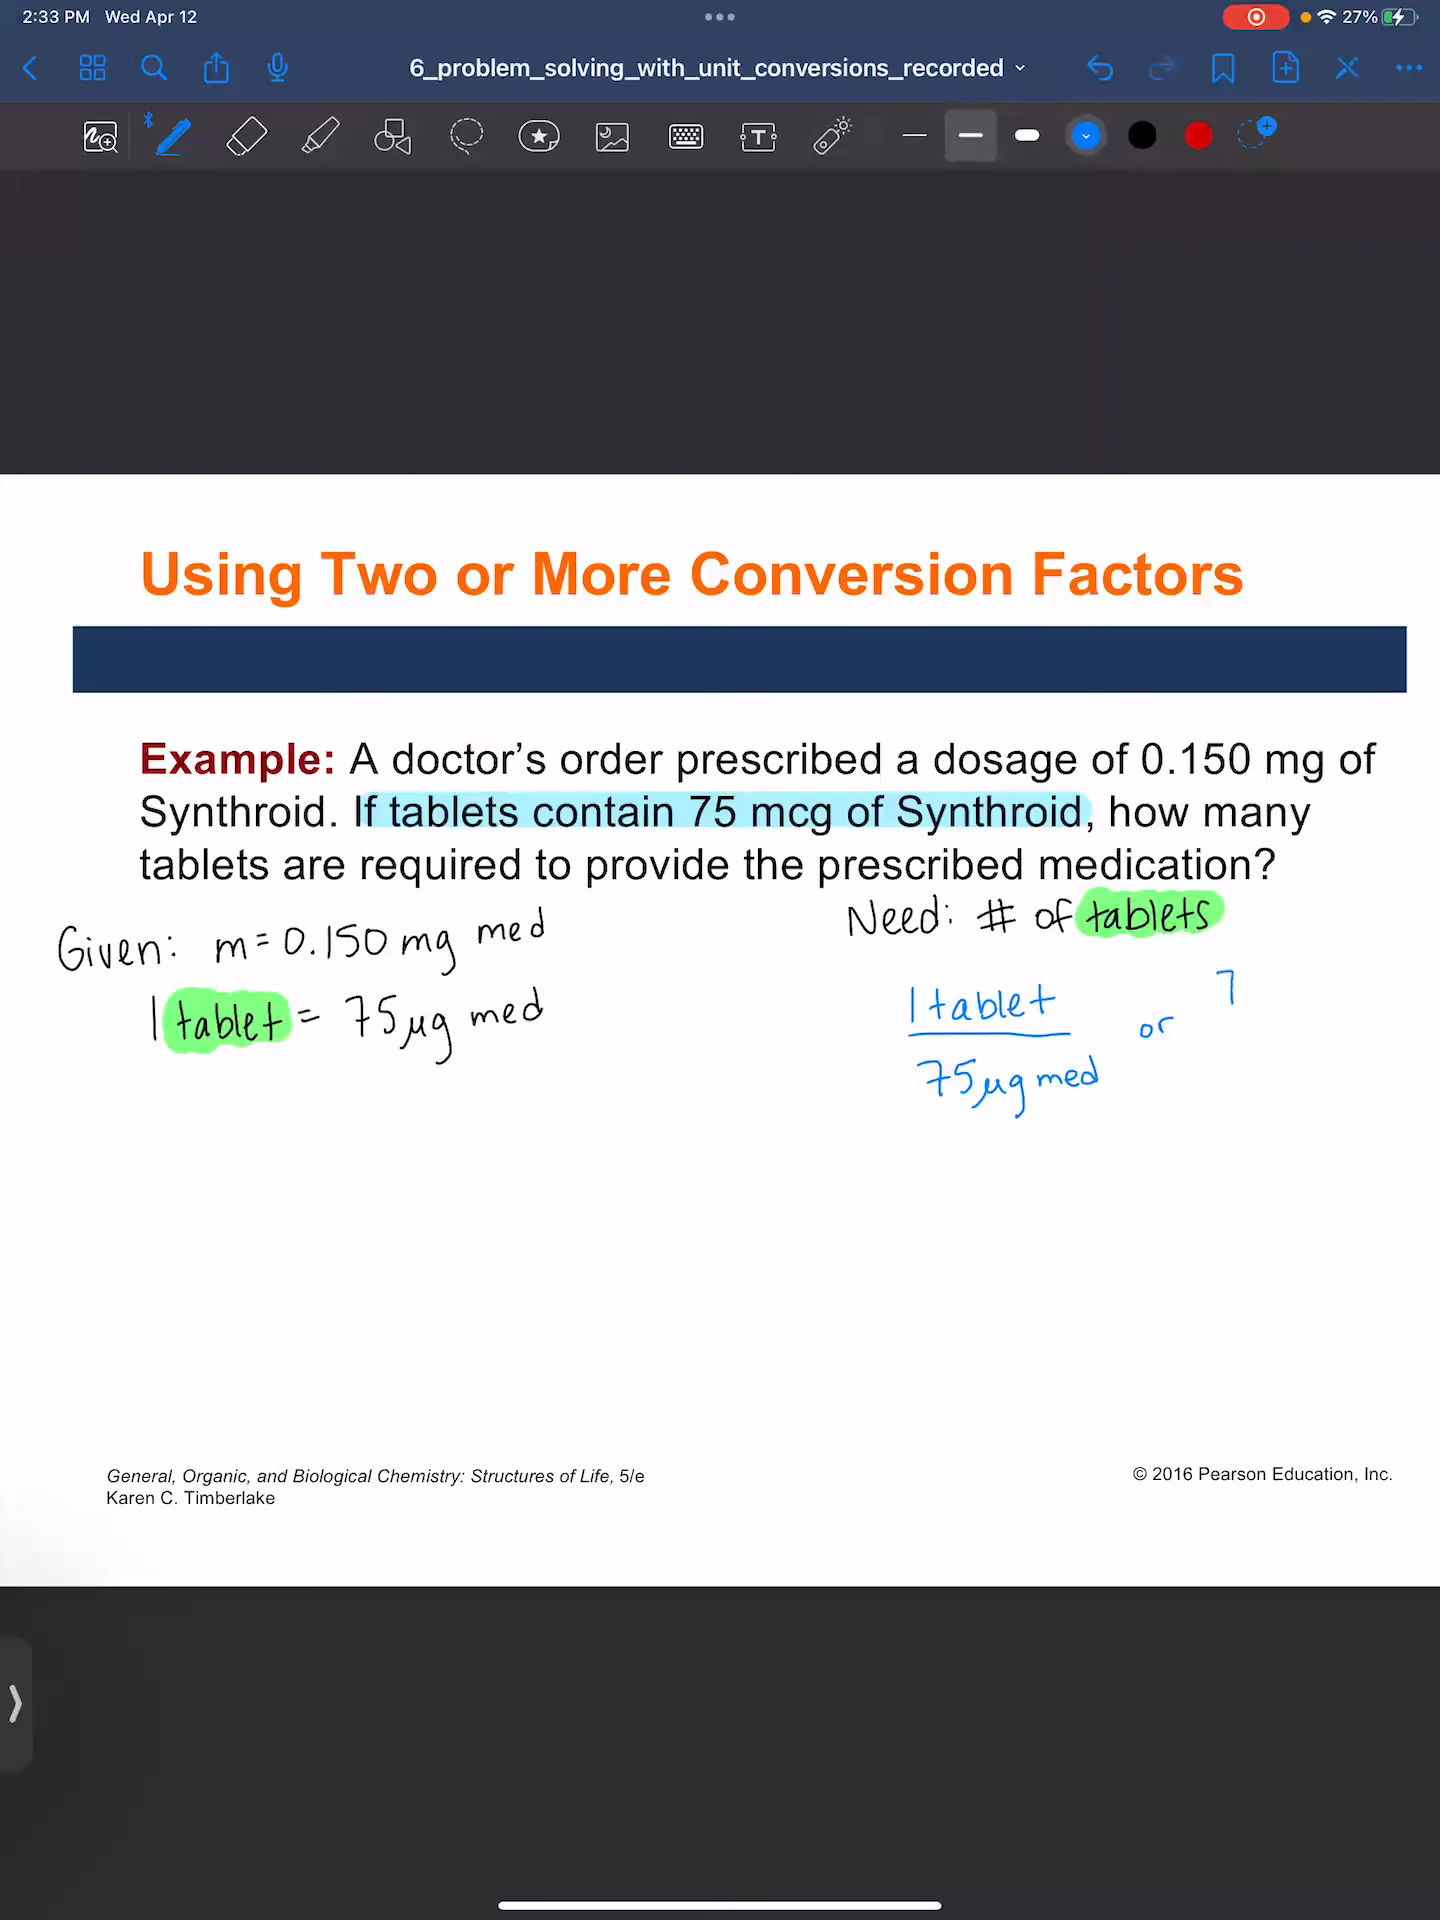 2:33 PM Wed Apr 12
27%
6_problem_solving_with_unit_conversions_recorded
T
Using Two or More Conversion Factors
Example: A doctor’s order prescribed a dosage of 0.150 mg of
Synthroid. If tablets contain 75 mcg of Synthroid, how many
tablets are required to provide the prescribed medication?
Given: m = 0.150 mg med
1 tablet = 75 µg med
Need: # of tablets
1 tablet
75 µg med
or
7
General, Organic, and Biological Chemistry: Structures of Life, 5/e
Karen C. Timberlake
© 2016 Pearson Education, Inc.